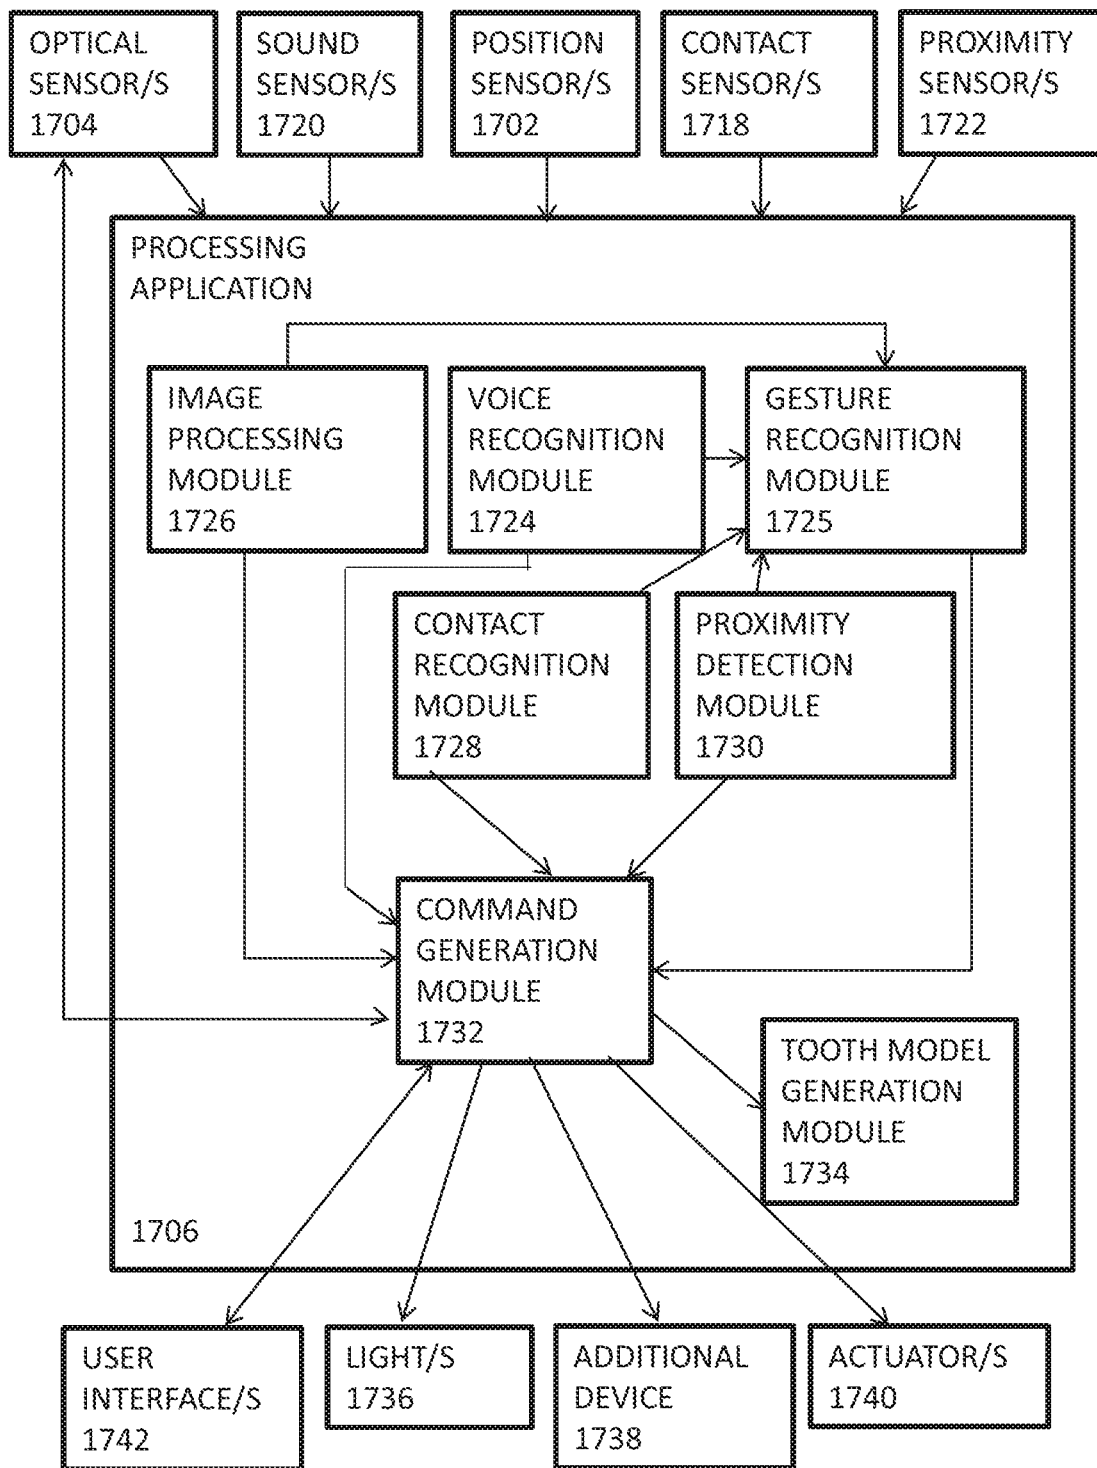 OPTICAL
SENSOR/S
1704
SOUND
SENSOR/S
1720
POSITION
SENSOR/S
1702
CONTACT
SENSOR/S
1718
PROXIMITY
SENSOR/S
1722
PROCESSING
APPLICATION
IMAGE
PROCESSING
MODULE
1726
VOICE
RECOGNITION
MODULE
1724
GESTURE
RECOGNITION
MODULE
1725
CONTACT
RECOGNITION
MODULE
1728
PROXIMITY
DETECTION
MODULE
1730
COMMAND
GENERATION
MODULE
1732
TOOTH MODEL
GENERATION
MODULE
1734
1706
USER
INTERFACE/S
1742
LIGHT/S
1736
ADDITIONAL
DEVICE
1738
ACTUATOR/S
1740